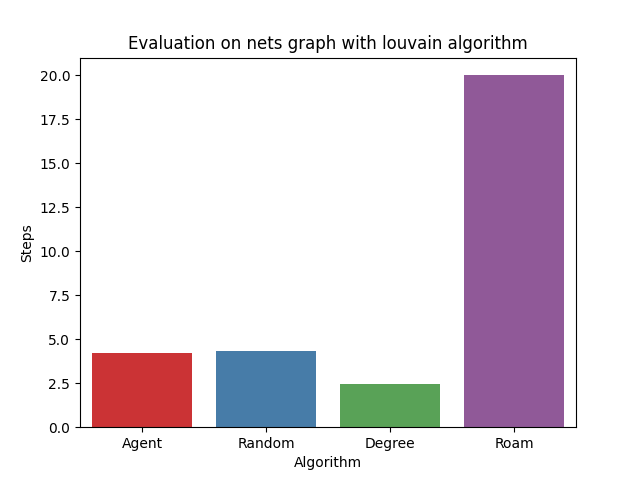 Evaluation on nets graph with louvain algorithm
20.0
17.5
15.0
12.5
10.0
7.5
5.0
2.5
0.0
Steps
Agent Random Degree Roam
Algorithm